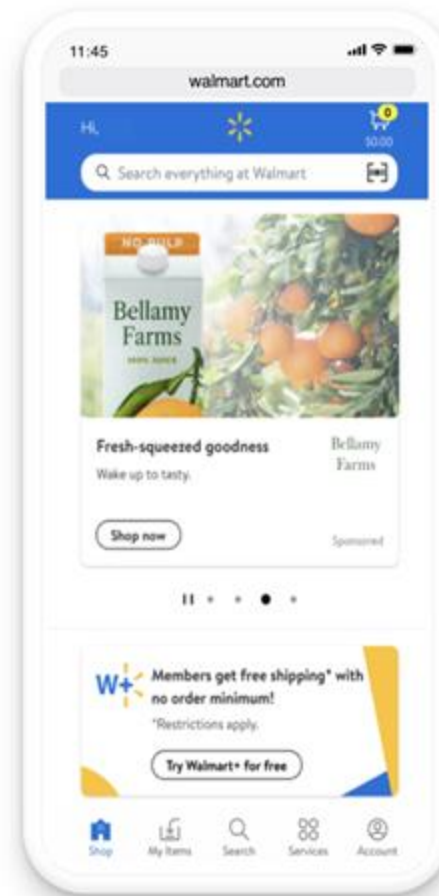 11:45
walmart.com
Hi,
0
$0.00
Search everything at Walmart
NO PULP
Bellamy
Farms
100% JUICE
Fresh-squeezed goodness
Bellamy
Farms
Wake up to tasty.
Shop now
Sponsored
W+
Members get free shipping* with
no order minimum!
*Restrictions apply.
Try Walmart+ for free
Shop
My Items
Search
Services
Account